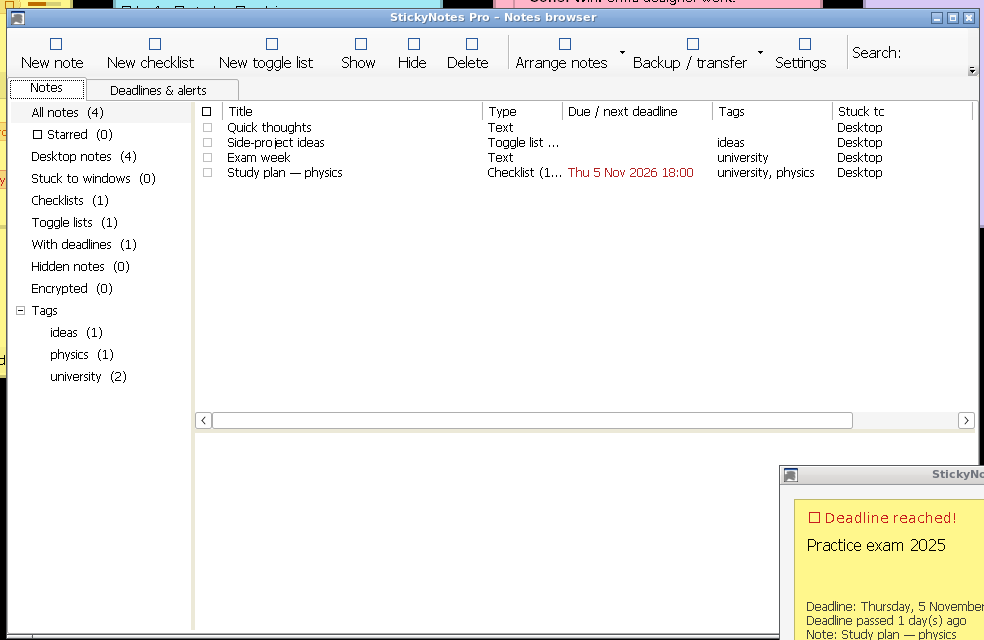 StickyNotes Pro – Notes browser
New note
New checklist
New toggle list
Show
Hide
Delete
Arrange notes
Backup / transfer
Settings
Search:
Notes
Deadlines & alerts
All notes (4)
Starred (0)
Desktop notes (4)
Stuck to windows (0)
Checklists (1)
Toggle lists (1)
With deadlines (1)
Hidden notes (0)
Encrypted (0)
Tags
ideas (1)
physics (1)
university (2)
Title Type Due / next deadline Tags Stuck to
Quick thoughts Text Desktop
Side-project ideas Toggle list ... ideas Desktop
Exam week Text university Desktop
Study plan — physics Checklist (1... Thu 5 Nov 2026 18:00 university, physics Desktop
StickyNo
Deadline reached!
Practice exam 2025
Deadline: Thursday, 5 November
Deadline passed 1 day(s) ago
Note: Study plan — physics